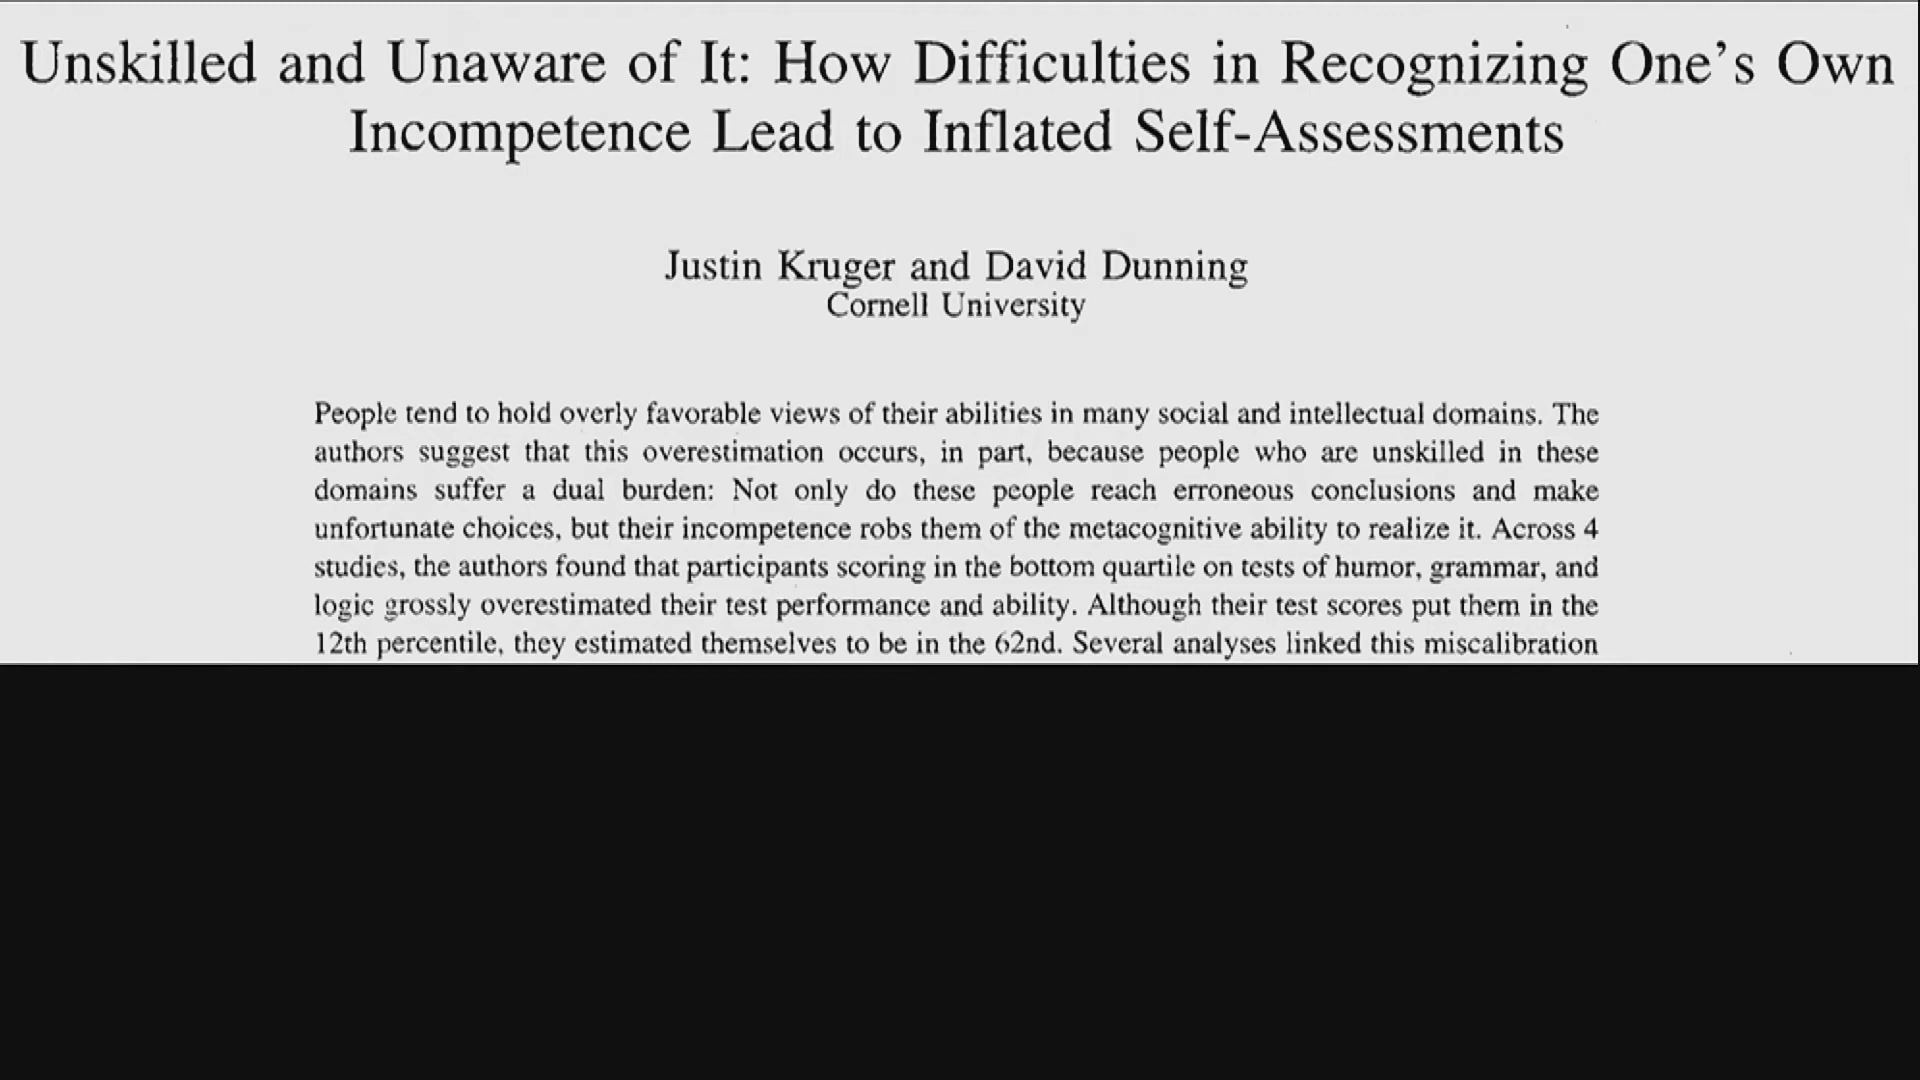 Unskilled and Unaware of It: How Difficulties in Recognizing One's Own
Incompetence Lead to Inflated Self-Assessments
Justin Kruger and David Dunning
Cornell University
People tend to hold overly favorable views of their abilities in many social and intellectual domains. The
authors suggest that this overestimation occurs, in part, because people who are unskilled in these
domains suffer a dual burden: Not only do these people reach erroneous conclusions and make
unfortunate choices, but their incompetence robs them of the metacognitive ability to realize it. Across 4
studies, the authors found that participants scoring in the bottom quartile on tests of humor, grammar, and
logic grossly overestimated their test performance and ability. Although their test scores put them in the
12th percentile, they estimated themselves to be in the 62nd. Several analyses linked this miscalibration